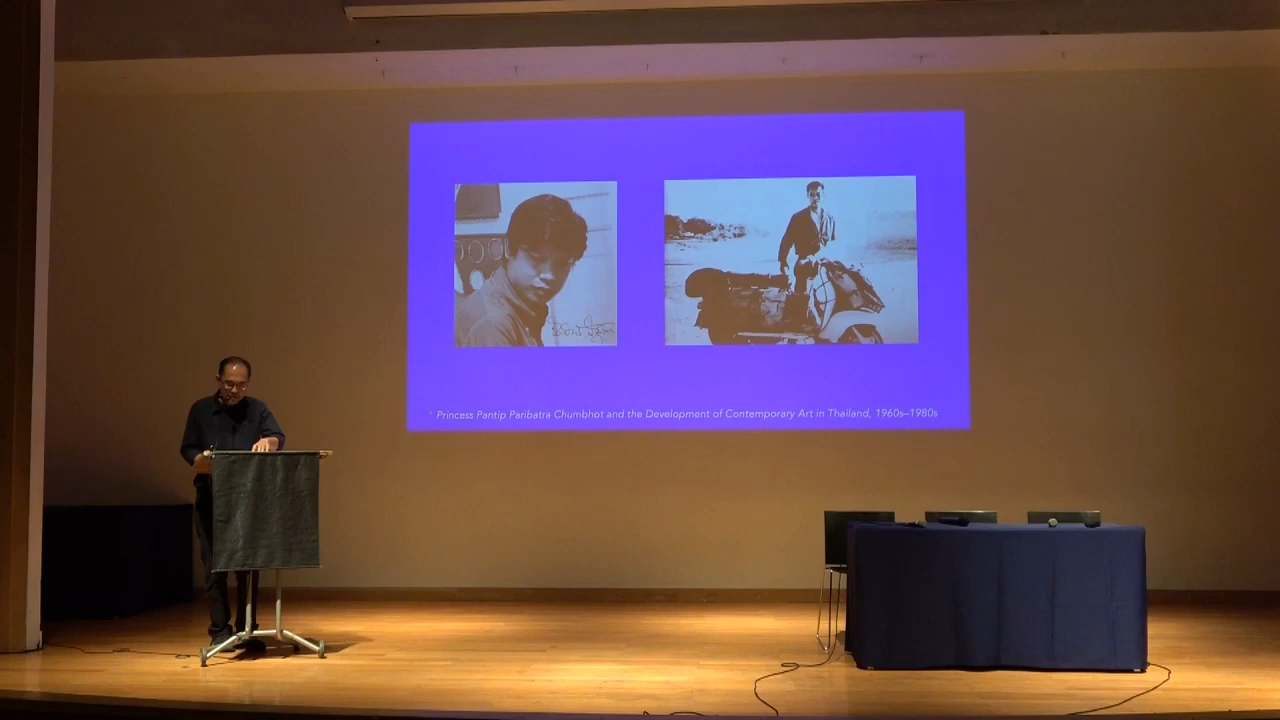 Princess Pantip Paribatra Chumbhot and the Development of Contemporary Art in Thailand, 1960s–1980s